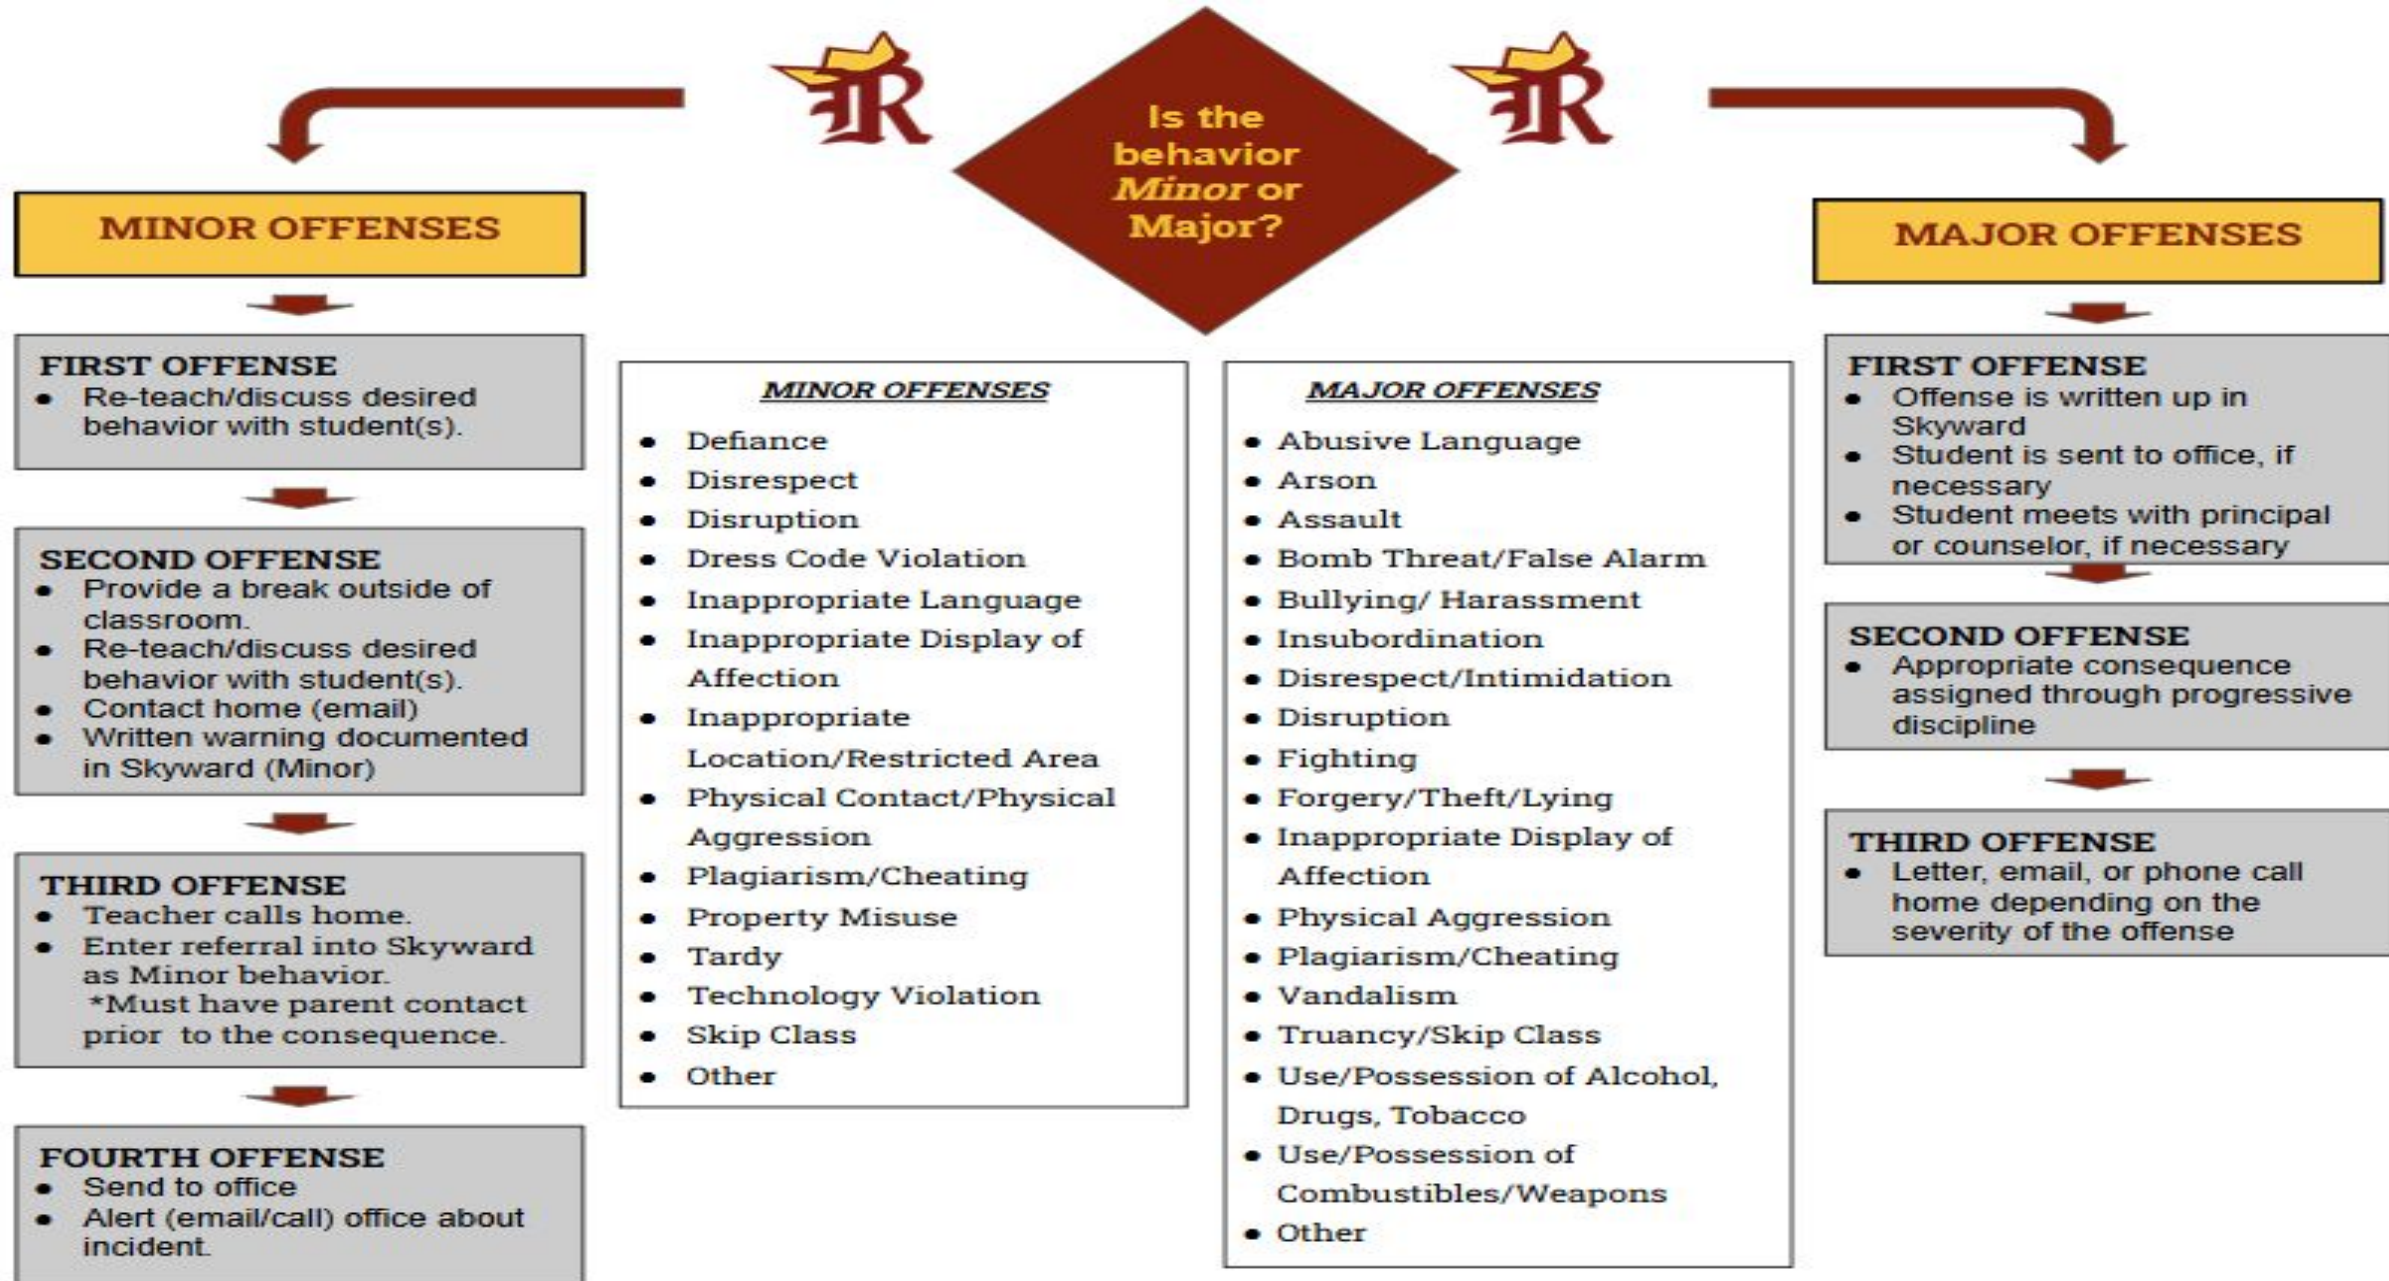 Is the
behavior
Minor or
Major?
R
R
MINOR OFFENSES
FIRST OFFENSE
● Re-teach/discuss desired
behavior with student(s).
SECOND OFFENSE
● Provide a break outside of
classroom.
● Re-teach/discuss desired
behavior with student(s).
● Contact home (email)
● Written warning documented
in Skyward (Minor)
THIRD OFFENSE
● Teacher calls home.
● Enter referral into Skyward
as Minor behavior.
*Must have parent contact
prior to the consequence.
FOURTH OFFENSE
● Send to office
● Alert (email/call) office about
incident.
MINOR OFFENSES
● Defiance
● Disrespect
● Disruption
● Dress Code Violation
● Inappropriate Language
● Inappropriate Display of
Affection
● Inappropriate
Location/Restricted Area
● Physical Contact/Physical
Aggression
● Plagiarism/Cheating
● Property Misuse
● Tardy
● Technology Violation
● Skip Class
● Other
MAJOR OFFENSES
● Abusive Language
● Arson
● Assault
● Bomb Threat/False Alarm
● Bullying/ Harassment
● Insubordination
● Disrespect/Intimidation
● Disruption
● Fighting
● Forgery/Theft/Lying
● Inappropriate Display of
Affection
● Physical Aggression
● Plagiarism/Cheating
● Vandalism
● Truancy/Skip Class
● Use/Possession of Alcohol,
Drugs, Tobacco
● Use/Possession of
Combustibles/Weapons
● Other
MAJOR OFFENSES
FIRST OFFENSE
● Offense is written up in
Skyward
● Student is sent to office, if
necessary
● Student meets with principal
or counselor, if necessary
SECOND OFFENSE
● Appropriate consequence
assigned through progressive
discipline
THIRD OFFENSE
● Letter, email, or phone call
home depending on the
severity of the offense